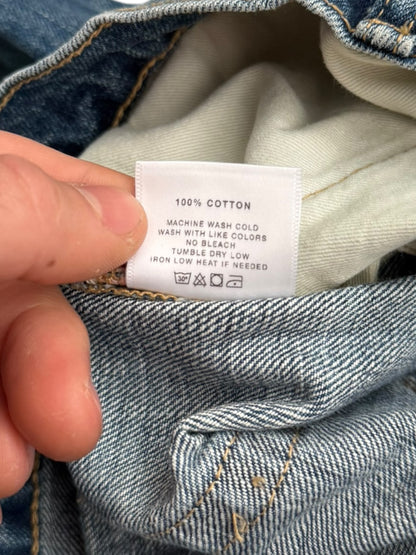 100% COTTON
MACHINE WASH COLD
WASH WITH LIKE COLORS
NO BLEACH
TUMBLE DRY LOW
IRON LOW HEAT IF NEEDED
30°